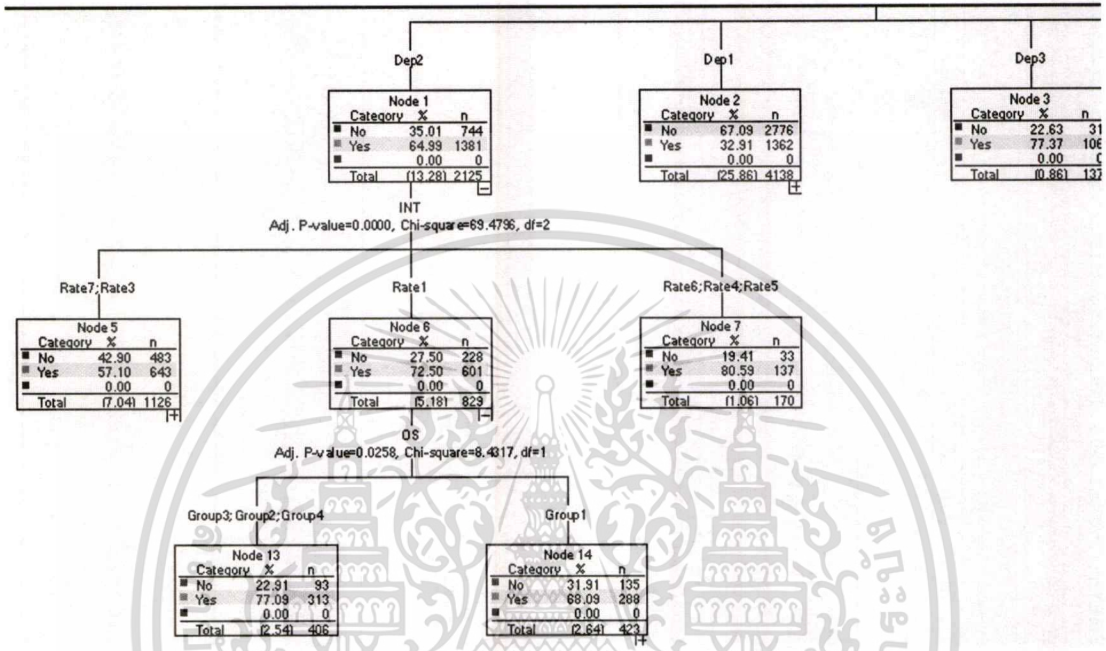 Dep2
Dep1
Dep3
Node 1
Category % n
No 35.01 744
Yes 64.99 1381
0.00 0
Total (13.28) 2125
Node 2
Category % n
No 67.09 2776
Yes 32.91 1362
0.00 0
Total (25.86) 4138
Node 3
Category % n
No 22.63 31
Yes 77.37 106
0.00 0
Total (0.86) 137
INT
Adj. P-value=0.0000, Chi-square=69.4796, df=2
Rate7;Rate3
Rate1
Rate6;Rate4;Rate5
Node 5
Category % n
No 42.90 483
Yes 57.10 643
0.00 0
Total (7.04) 1126
Node 6
Category % n
No 27.50 228
Yes 72.50 601
0.00 0
Total (5.18) 829
Node 7
Category % n
No 19.41 33
Yes 80.59 137
0.00 0
Total (1.06) 170
OS
Adj. P-value=0.0258, Chi-square=8.4317, df=1
Group3;Group2;Group4
Group1
Node 13
Category % n
No 22.91 93
Yes 77.09 313
0.00 0
Total (2.54) 406
Node 14
Category % n
No 31.91 135
Yes 68.09 288
0.00 0
Total (2.64) 423